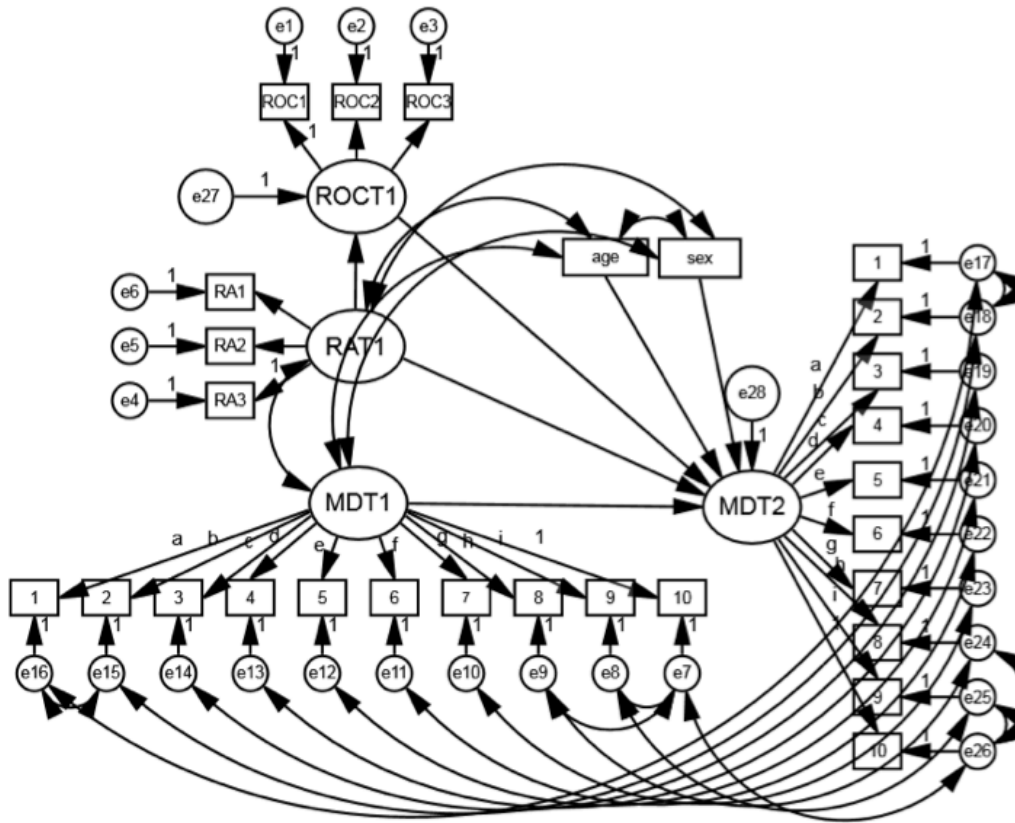 e1 e2 e3
1 1 1
ROC1 ROC2 ROC3
1
e27 1 ROCT1
age sex
e6 1 RA1
e5 1 RA2 RAT1
e4 1 RA3 1
e28
1
MDT1 MDT2
a b c d e f g h i 1
1 2 3 4 5 6 7 8 9 10
1 1 1 1 1 1 1 1 1 1
e16 e15 e14 e13 e12 e11 e10 e9 e8 e7
a
b
c
d
e
f
g
h
i
1 1 e17
2 1 e18
3 1 e19
4 1 e20
5 1 e21
6 1 e22
7 1 e23
8 1 e24
9 1 e25
10 1 e26